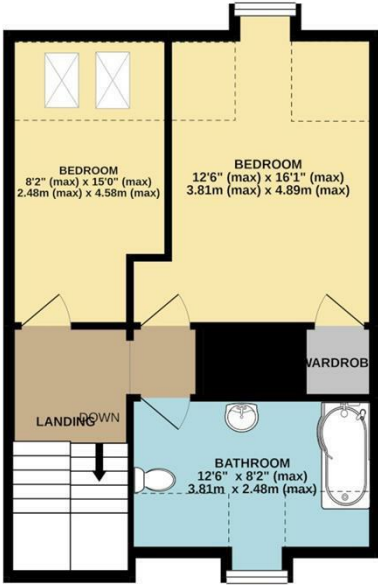 BEDROOM
8'2" (max) x 15'0" (max)
2.48m (max) x 4.58m (max)
BEDROOM
12'6" (max) x 16'1" (max)
3.81m (max) x 4.89m (max)
WARDROB
LANDING
DOWN
BATHROOM
12'6" x 8'2" (max)
3.81m x 2.48m (max)